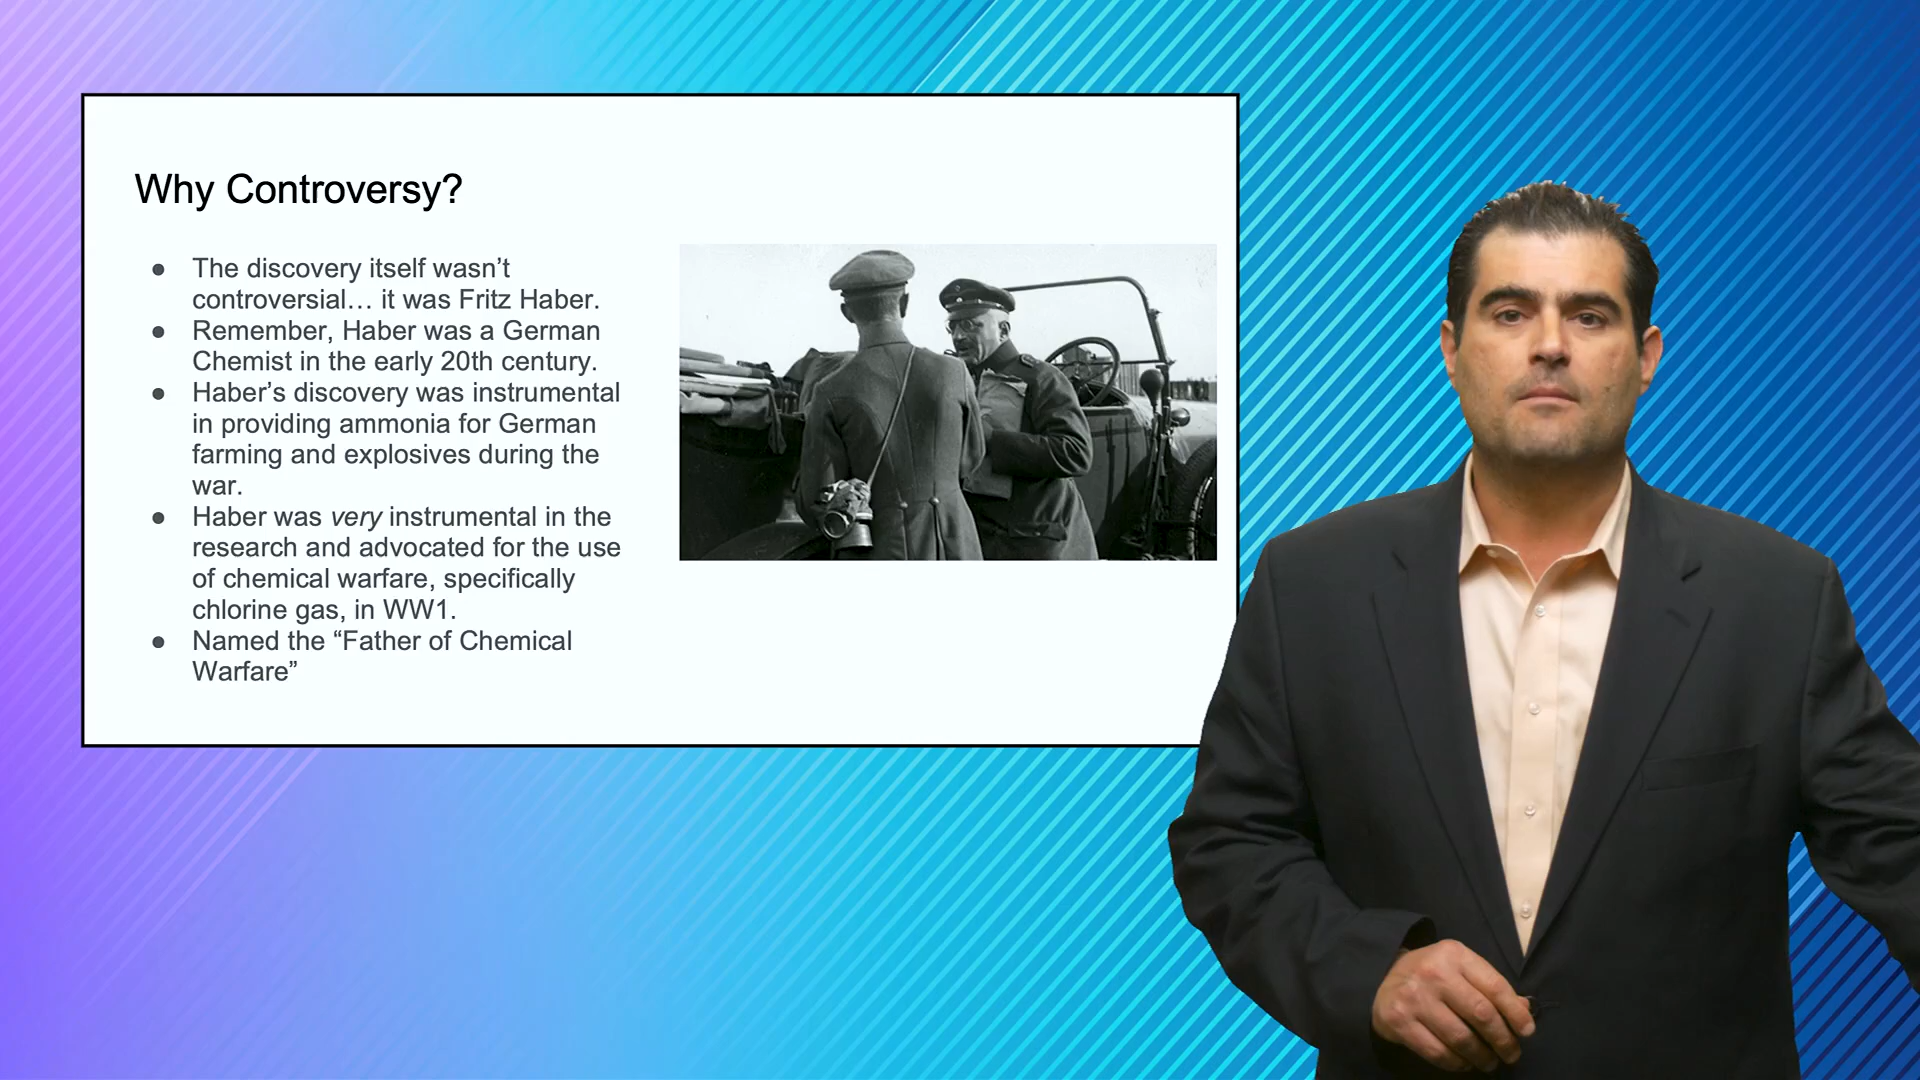 Why Controversy?
● The discovery itself wasn’t
controversial… it was Fritz Haber.
● Remember, Haber was a German
Chemist in the early 20th century.
● Haber’s discovery was instrumental
in providing ammonia for German
farming and explosives during the
war.
● Haber was very instrumental in the
research and advocated for the use
of chemical warfare, specifically
chlorine gas, in WW1.
● Named the “Father of Chemical
Warfare”